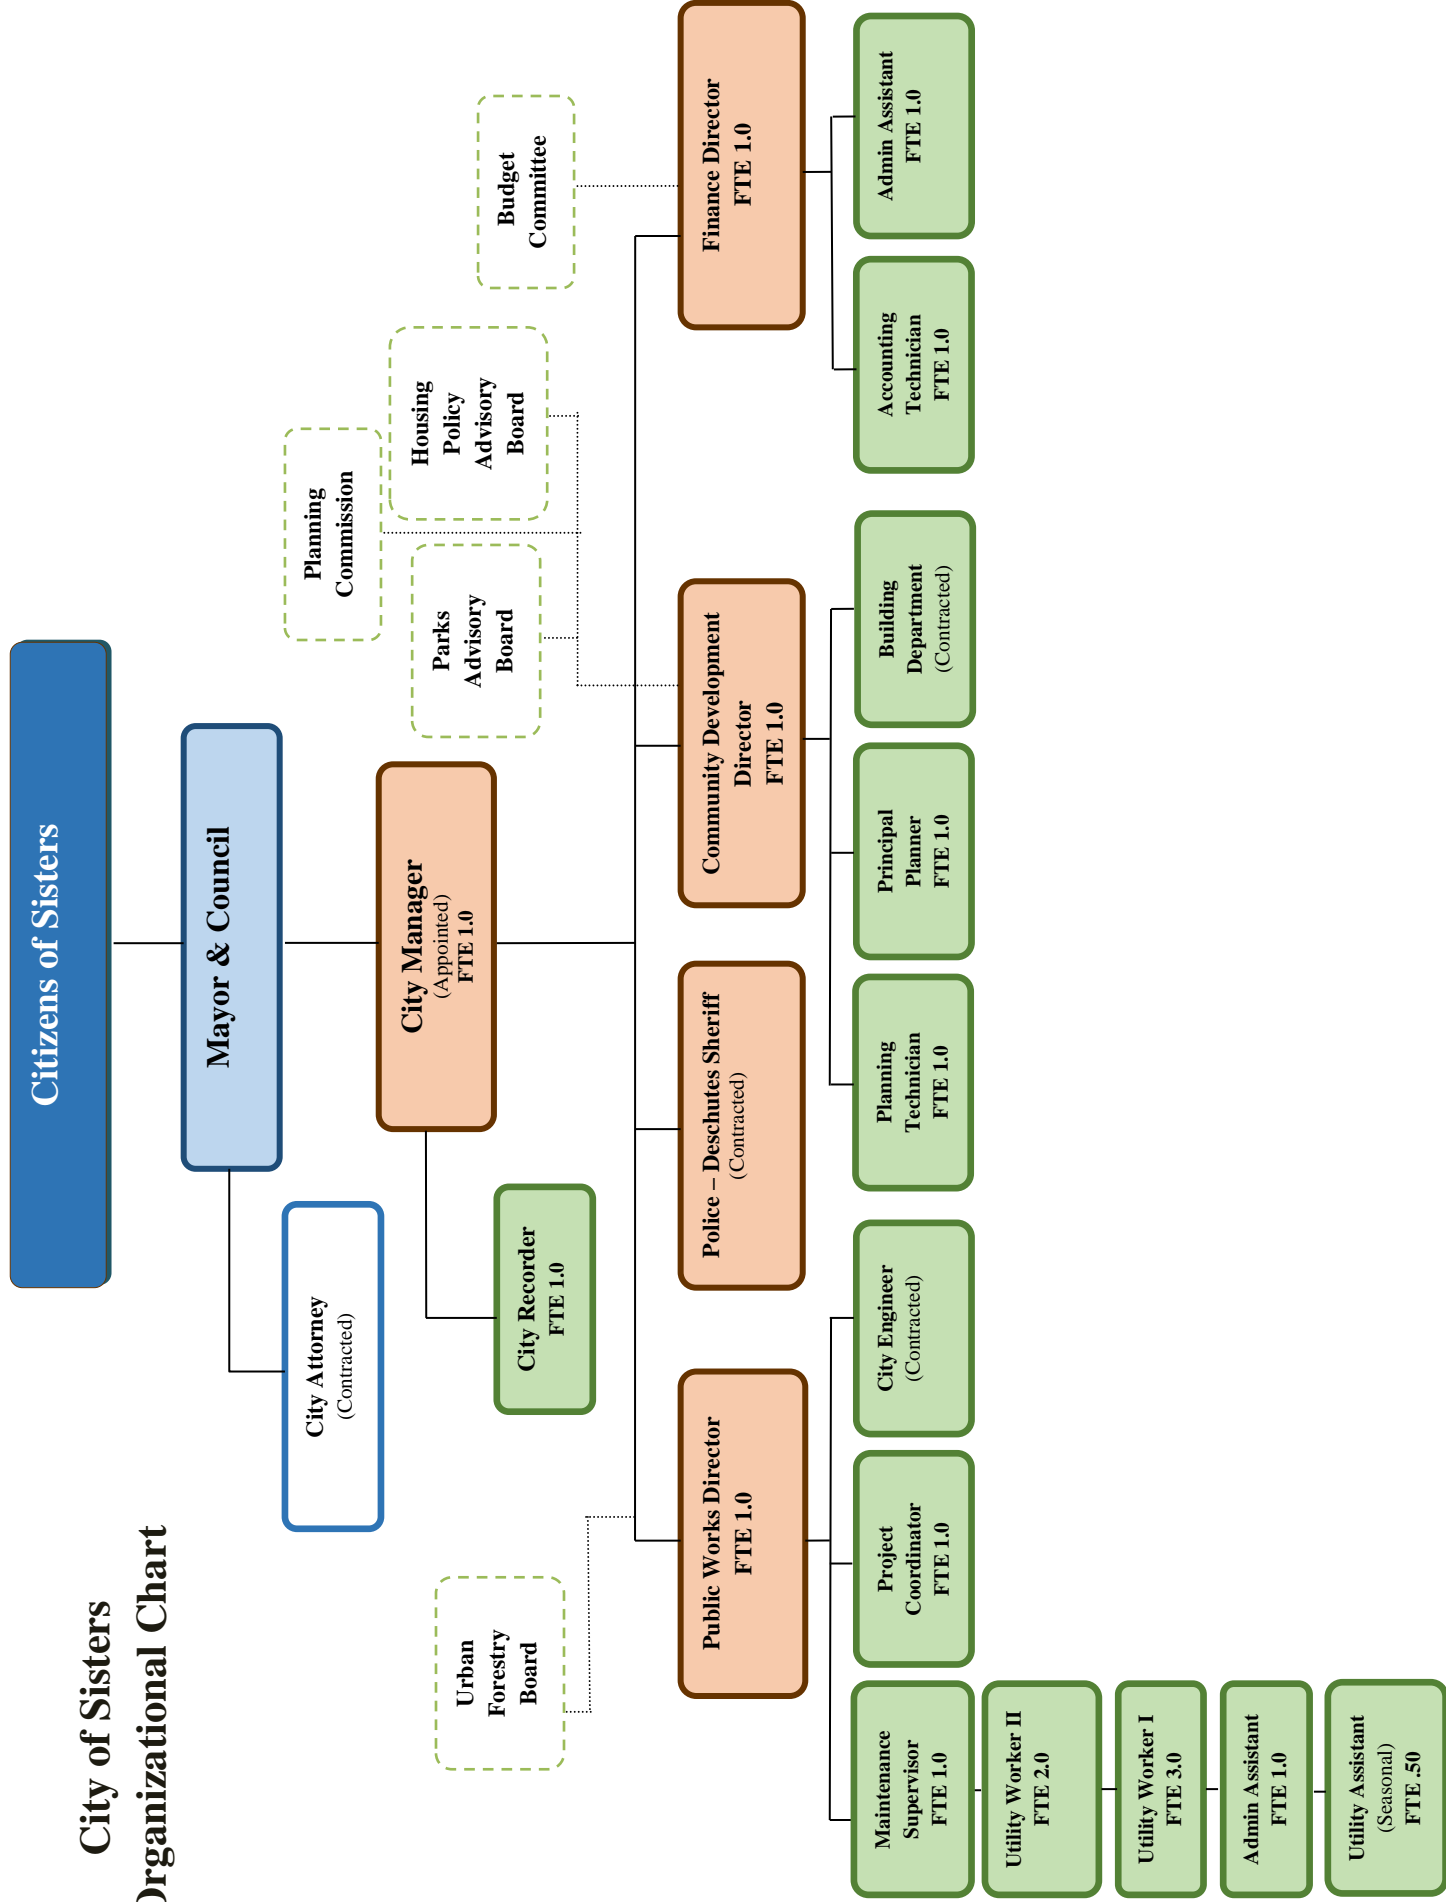 City of Sisters
Organizational Chart
Citizens of Sisters
Mayor & Council
City Attorney
(Contracted)
City Manager
(Appointed)
FTE 1.0
City Recorder
FTE 1.0
Urban
Forestry
Board
Parks
Advisory
Board
Planning
Commission
Housing
Policy
Advisory
Board
Budget
Committee
Public Works Director
FTE 1.0
Police – Deschutes Sheriff
(Contracted)
Community Development
Director
FTE 1.0
Finance Director
FTE 1.0
Maintenance
Supervisor
FTE 1.0
Project
Coordinator
FTE 1.0
City Engineer
(Contracted)
Planning
Technician
FTE 1.0
Principal
Planner
FTE 1.0
Building
Department
(Contracted)
Accounting
Technician
FTE 1.0
Admin Assistant
FTE 1.0
Utility Worker II
FTE 2.0
Utility Worker I
FTE 3.0
Admin Assistant
FTE 1.0
Utility Assistant
(Seasonal)
FTE .50